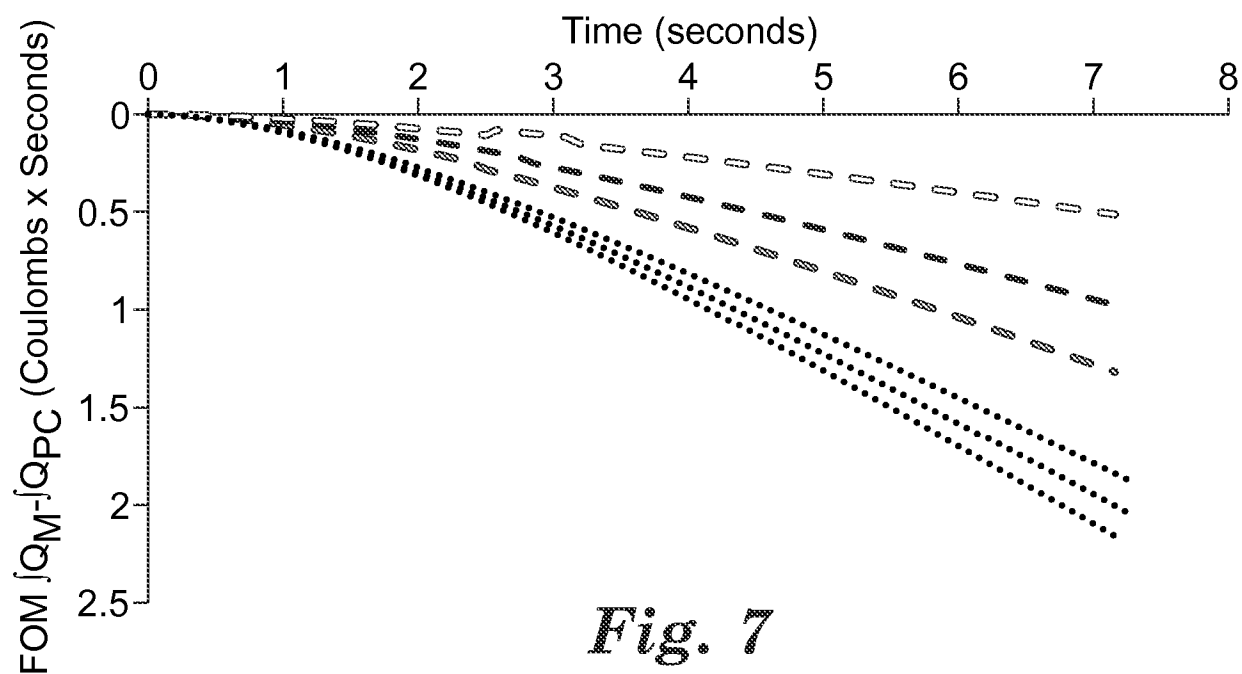 Time (seconds)
0 1 2 3 4 5 6 7 8
FOM ∫QM-∫QPC (Coulombs x Seconds)
0
0.5
1
1.5
2
2.5
Fig. 7